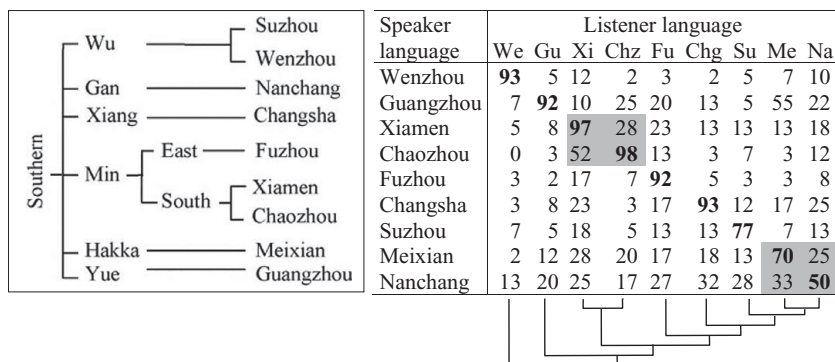 Southern
Wu
Suzhou
Wenzhou
Gan
Nanchang
Xiang
Changsha
Min
East
Fuzhou
South
Xiamen
Chaozhou
Hakka
Meixian
Yue
Guangzhou
Speaker Listener language
language We Gu Xi Chz Fu Chg Su Me Na
Wenzhou 93 5 12 2 3 2 5 7 10
Guangzhou 7 92 10 25 20 13 5 55 22
Xiamen 5 8 97 28 23 13 13 13 18
Chaozhou 0 3 52 98 13 3 7 3 12
Fuzhou 3 2 17 7 92 5 3 3 8
Changsha 3 8 23 3 17 93 12 17 25
Suzhou 7 5 18 5 13 13 77 7 13
Meixian 2 12 28 20 17 18 13 70 25
Nanchang 13 20 25 17 27 32 28 33 50